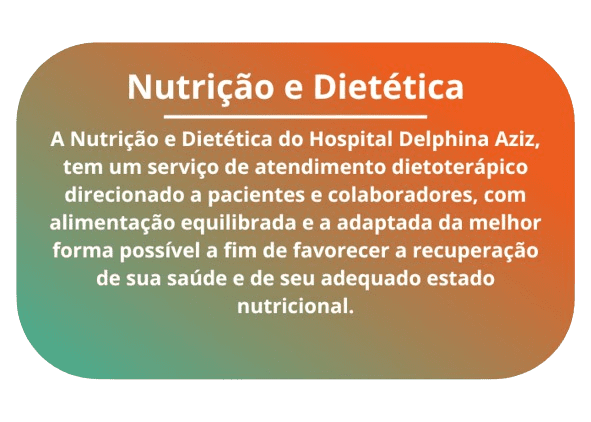 Nutrição e Dietética
A Nutrição e Dietética do Hospital Delphina Aziz,
tem um serviço de atendimento dietoterápico
direcionado a pacientes e colaboradores, com
alimentação equilibrada e a adaptada da melhor
forma possível a fim de favorecer a recuperação
de sua saúde e de seu adequado estado
nutricional.